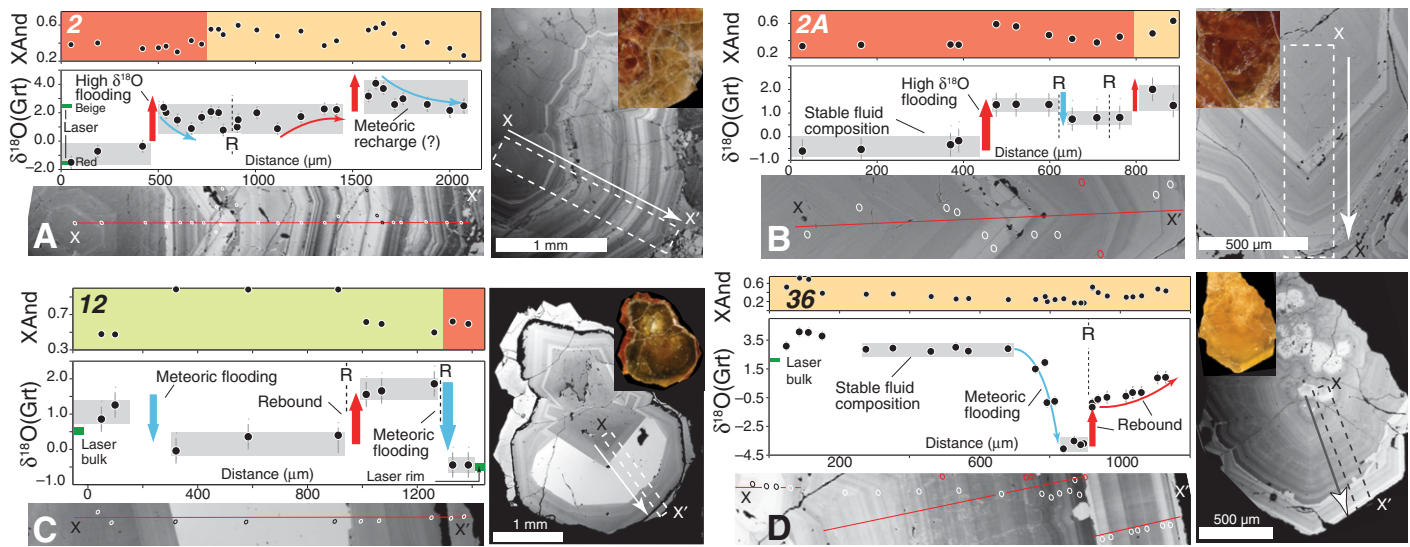 2
XAnd
0.6
0.2
δ18O(Grt)
4.0
2.0
0.0
−2.0
High δ18O
flooding
Beige
Laser
Red
R
Meteoric
recharge (?)
Distance (µm)
0
500
1000
1500
2000
X
X'
A
X
X'
1 mm
2A
XAnd
0.6
0.2
δ18O(Grt)
2.0
1.0
0.0
−1.0
High δ18O
flooding
R
R
Stable fluid
composition
Distance (µm)
0
200
400
600
800
X
X'
B
X
X
500 µm
12
XAnd
0.7
0.3
δ18O(Grt)
2.0
1.0
0.0
−1.0
Meteoric flooding
R
R
Rebound
Meteoric
flooding
Laser
bulk
Distance (µm)
Laser rim
0
400
800
1200
X
X'
C
X
X'
1 mm
36
XAnd
0.6
0.2
δ18O(Grt)
3.5
1.5
-0.5
-2.5
-4.5
Laser
bulk
R
Stable fluid
composition
Meteoric
flooding
Rebound
Distance (µm)
200
400
600
800
1000
X
X'
D
X
X'
500 µm